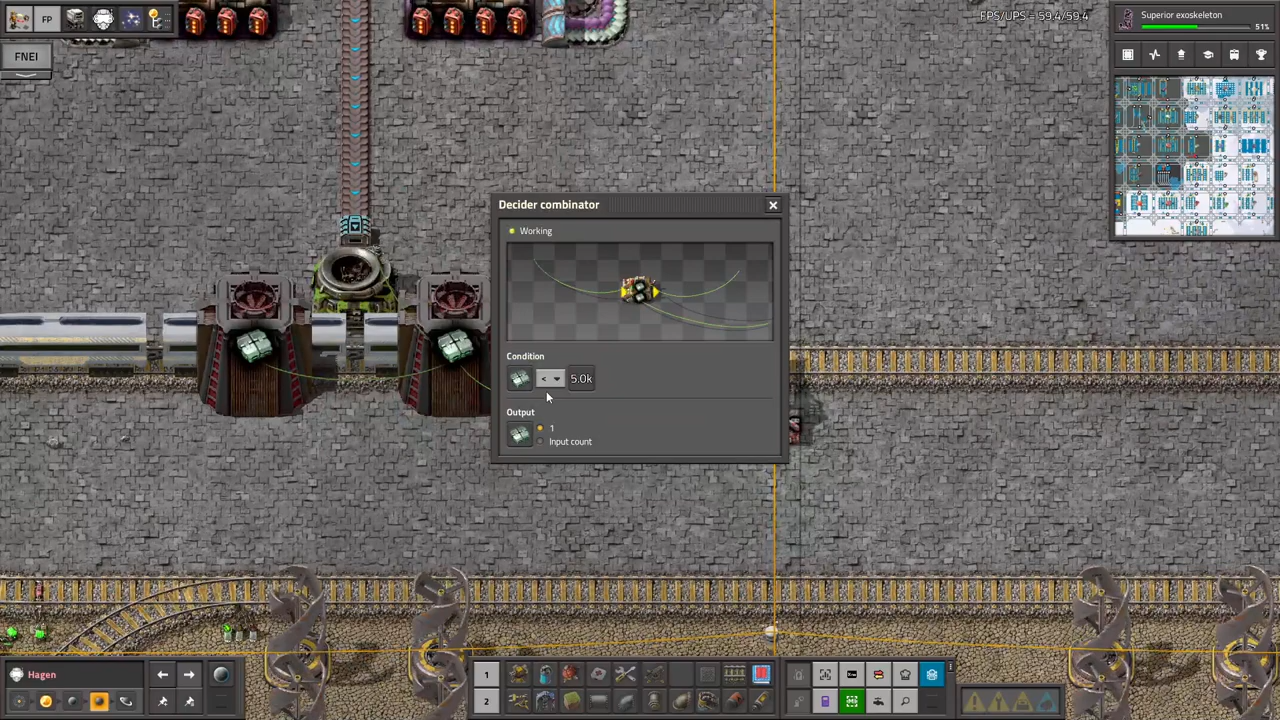 FP
FPS/UPS = 59.4/59.4
Superior exoskeleton
51%
FNEI
Decider combinator
Working
Condition
< 5.0k
Output
1
Input count
Hagen
1
2